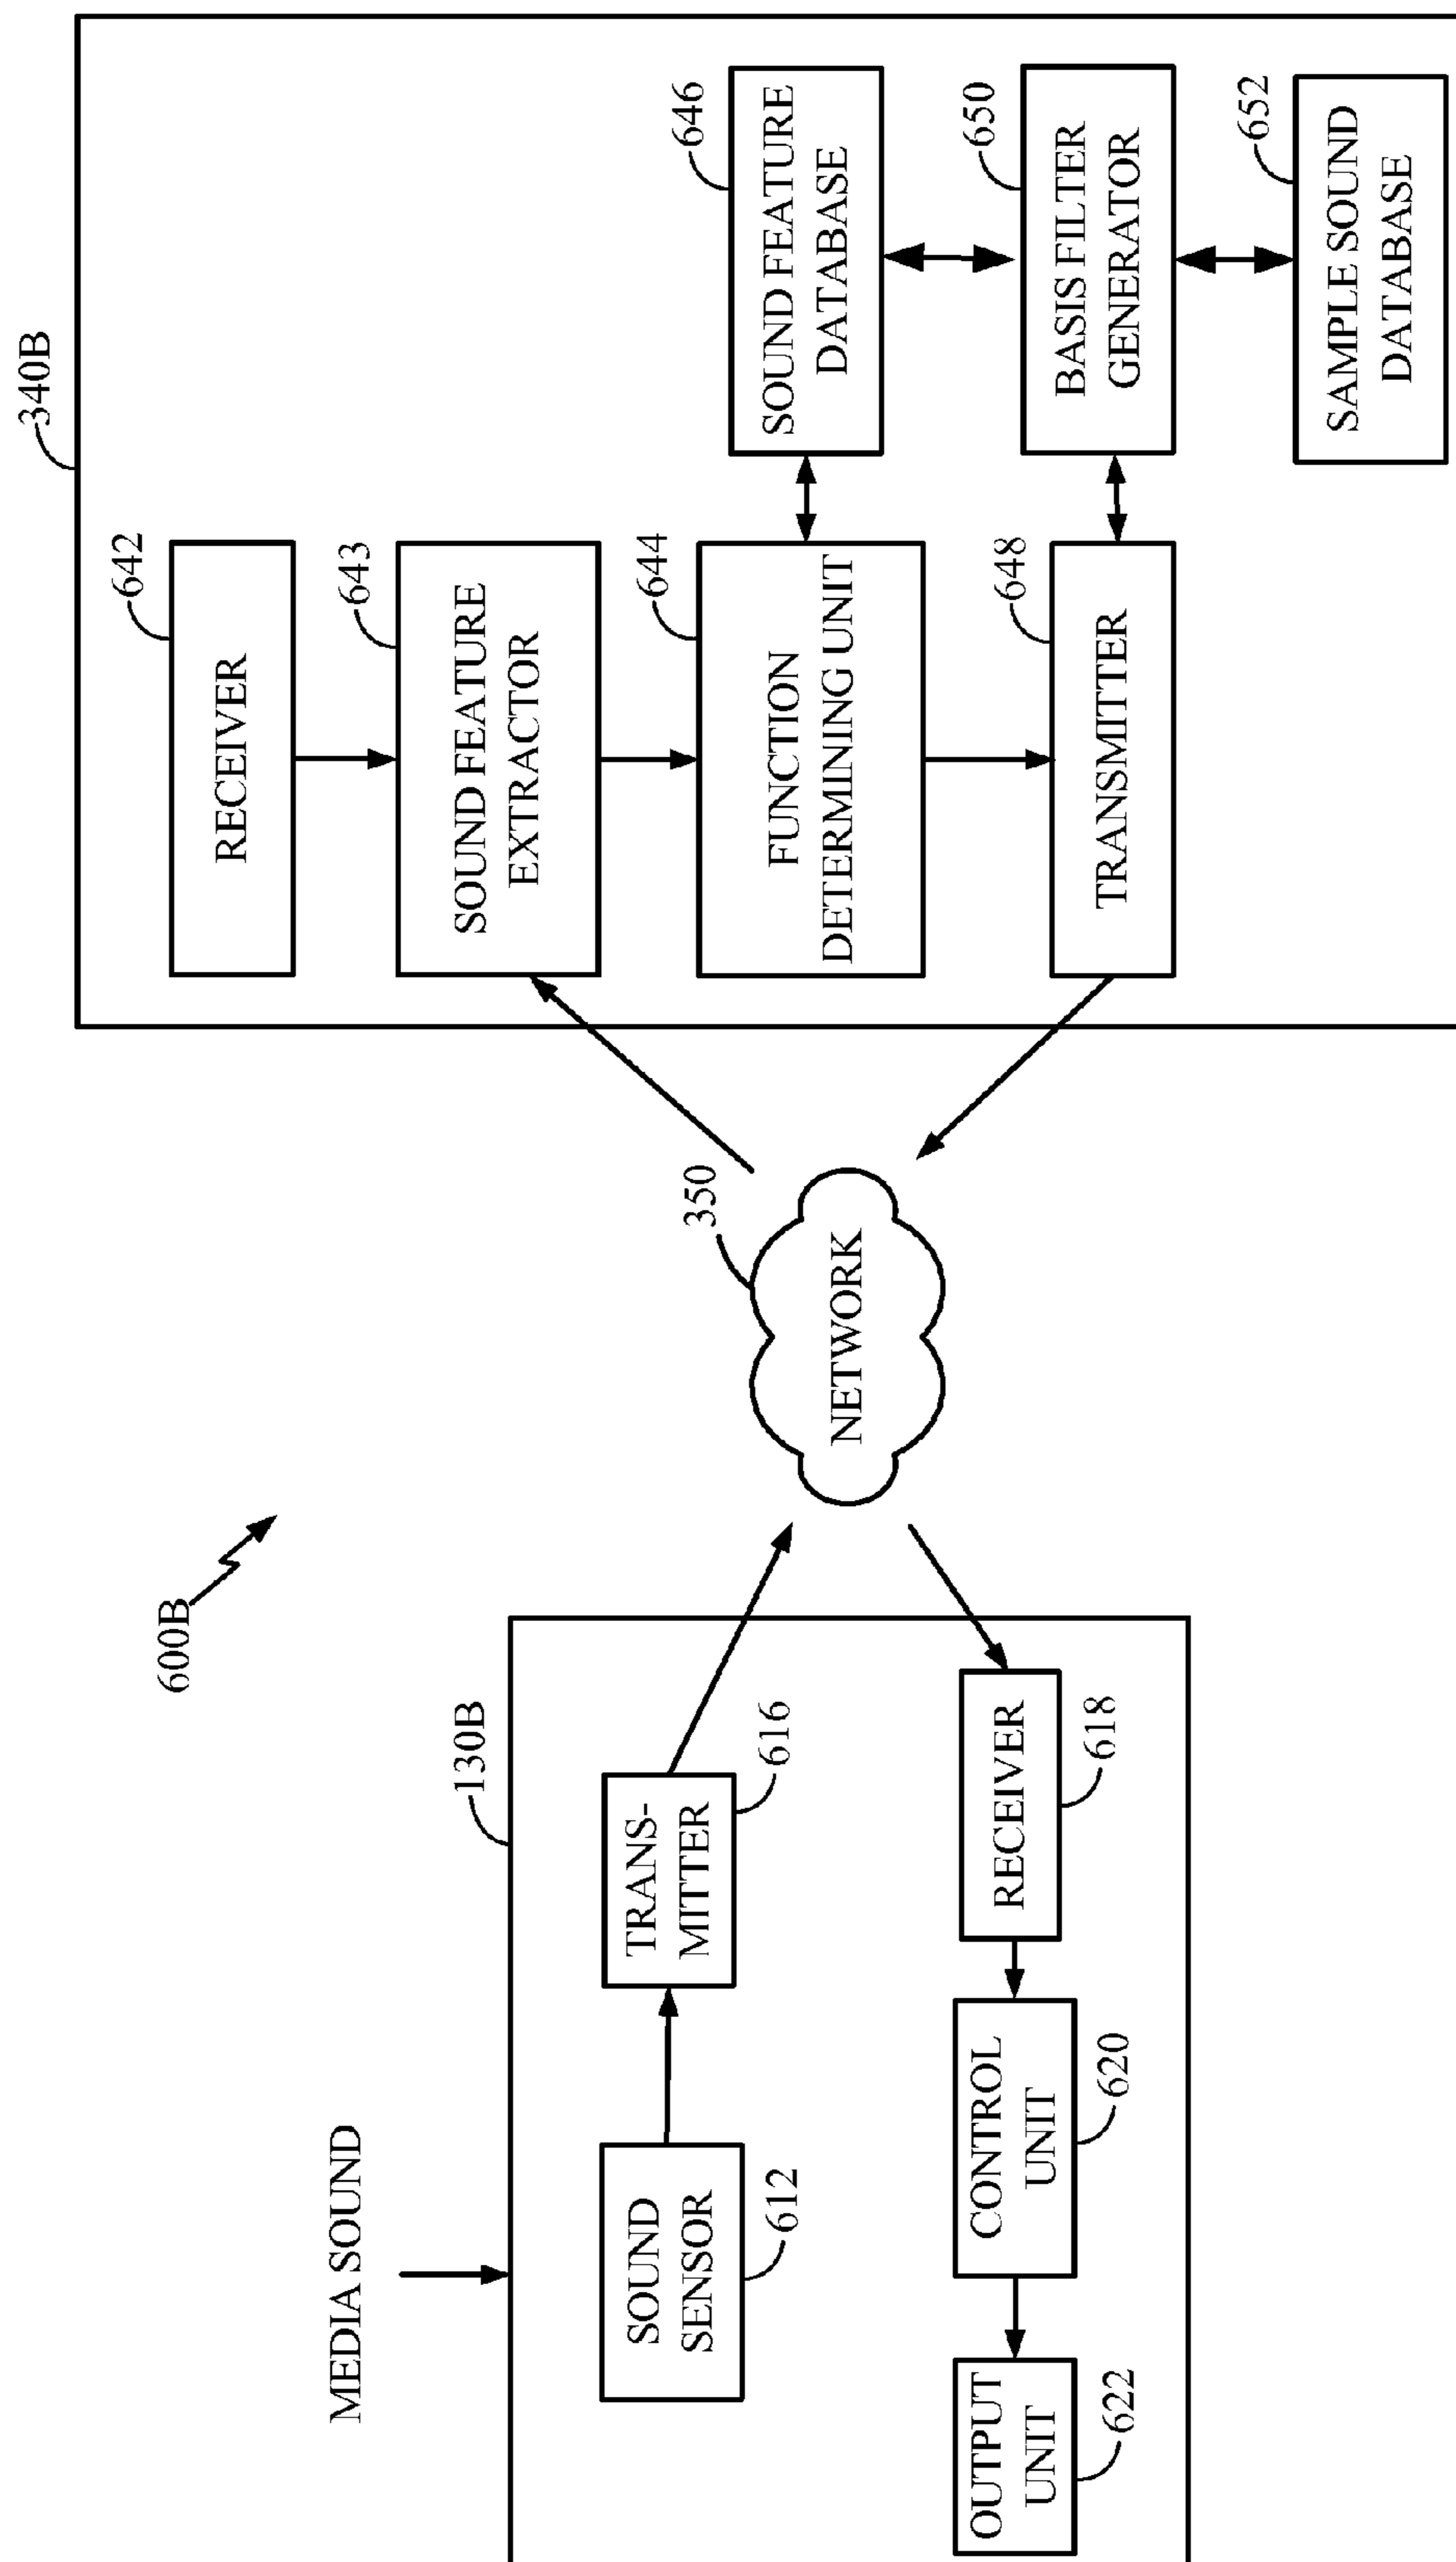 600B
MEDIA SOUND
130B
SOUND
SENSOR
612
TRANS-
MITTER
616
OUTPUT
UNIT
622
CONTROL
UNIT
620
RECEIVER
618
350
NETWORK
340B
642
RECEIVER
643
SOUND FEATURE
EXTRACTOR
644
FUNCTION
DETERMINING UNIT
646
SOUND FEATURE
DATABASE
648
TRANSMITTER
650
BASIS FILTER
GENERATOR
652
SAMPLE SOUND
DATABASE